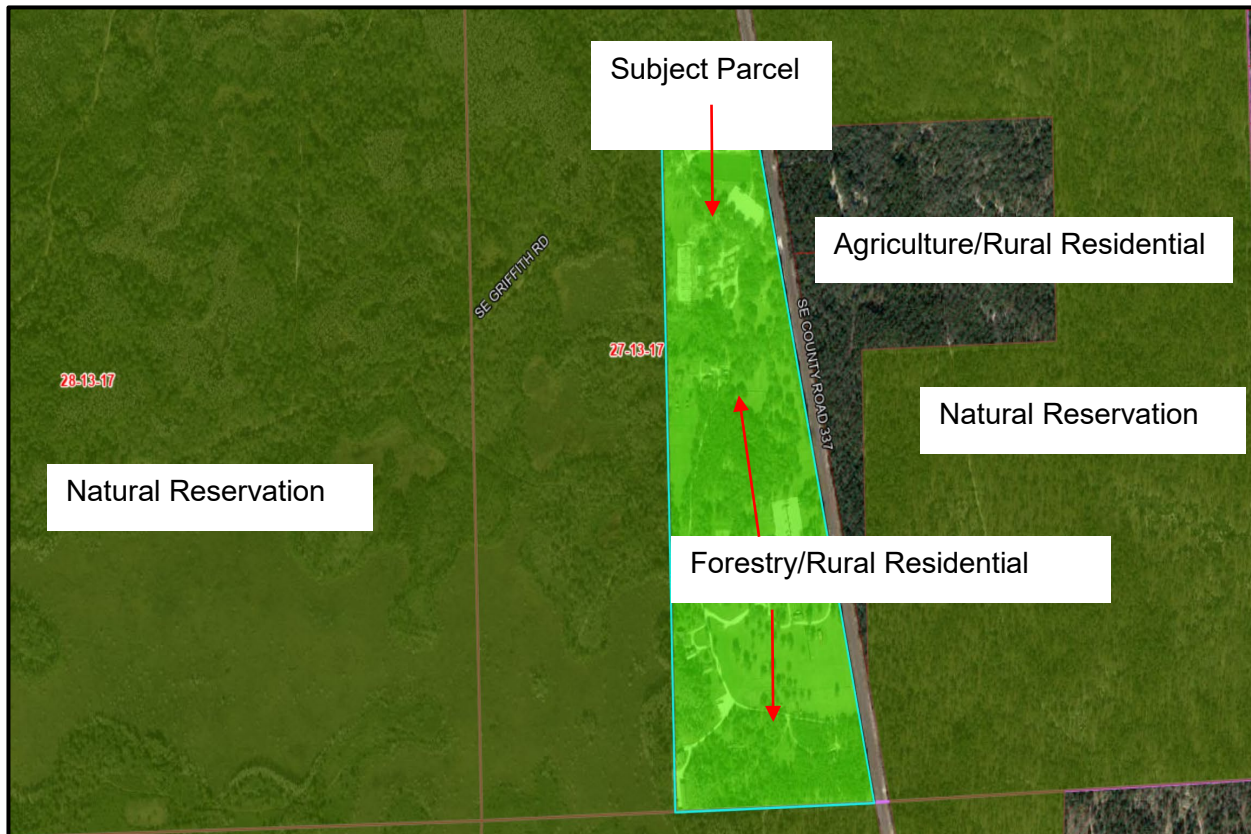 Subject Parcel
Agriculture/Rural Residential
SE GRIFFITH RD
SE COUNTY ROAD 337
27-13-17
28-13-17
Natural Reservation
Natural Reservation
Forestry/Rural Residential